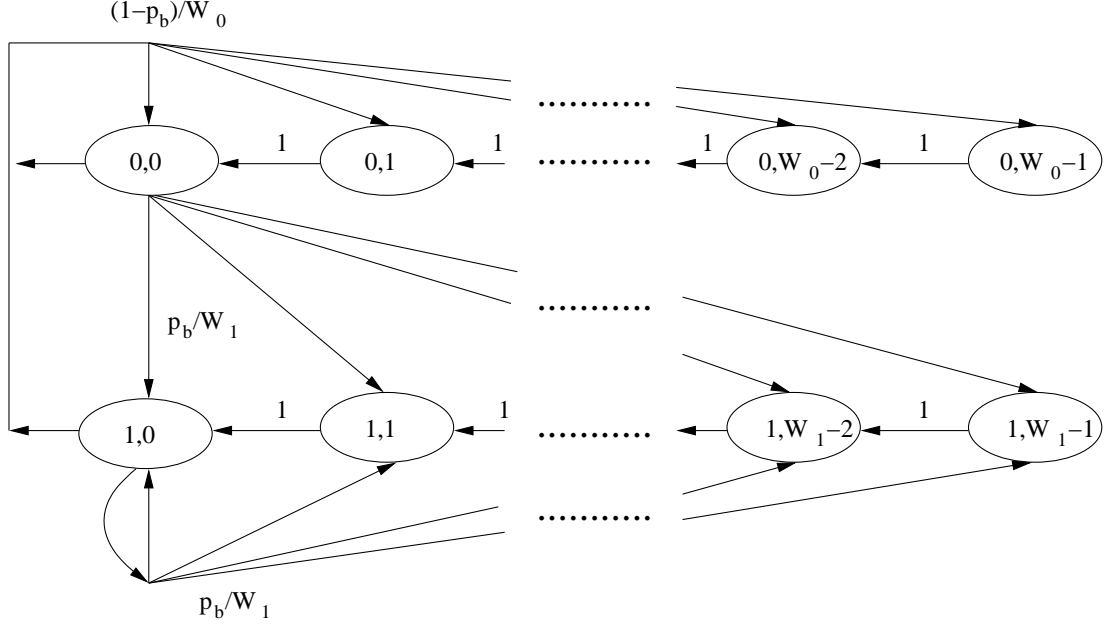 (1−p_b)/W_0
...........
0,0 1 0,1 1 ........... 1 0,W_0−2 1 0,W_0−1
...........
p_b/W_1
1,0 1 1,1 1 ........... 1,W_1−2 1 1,W_1−1
...........
p_b/W_1